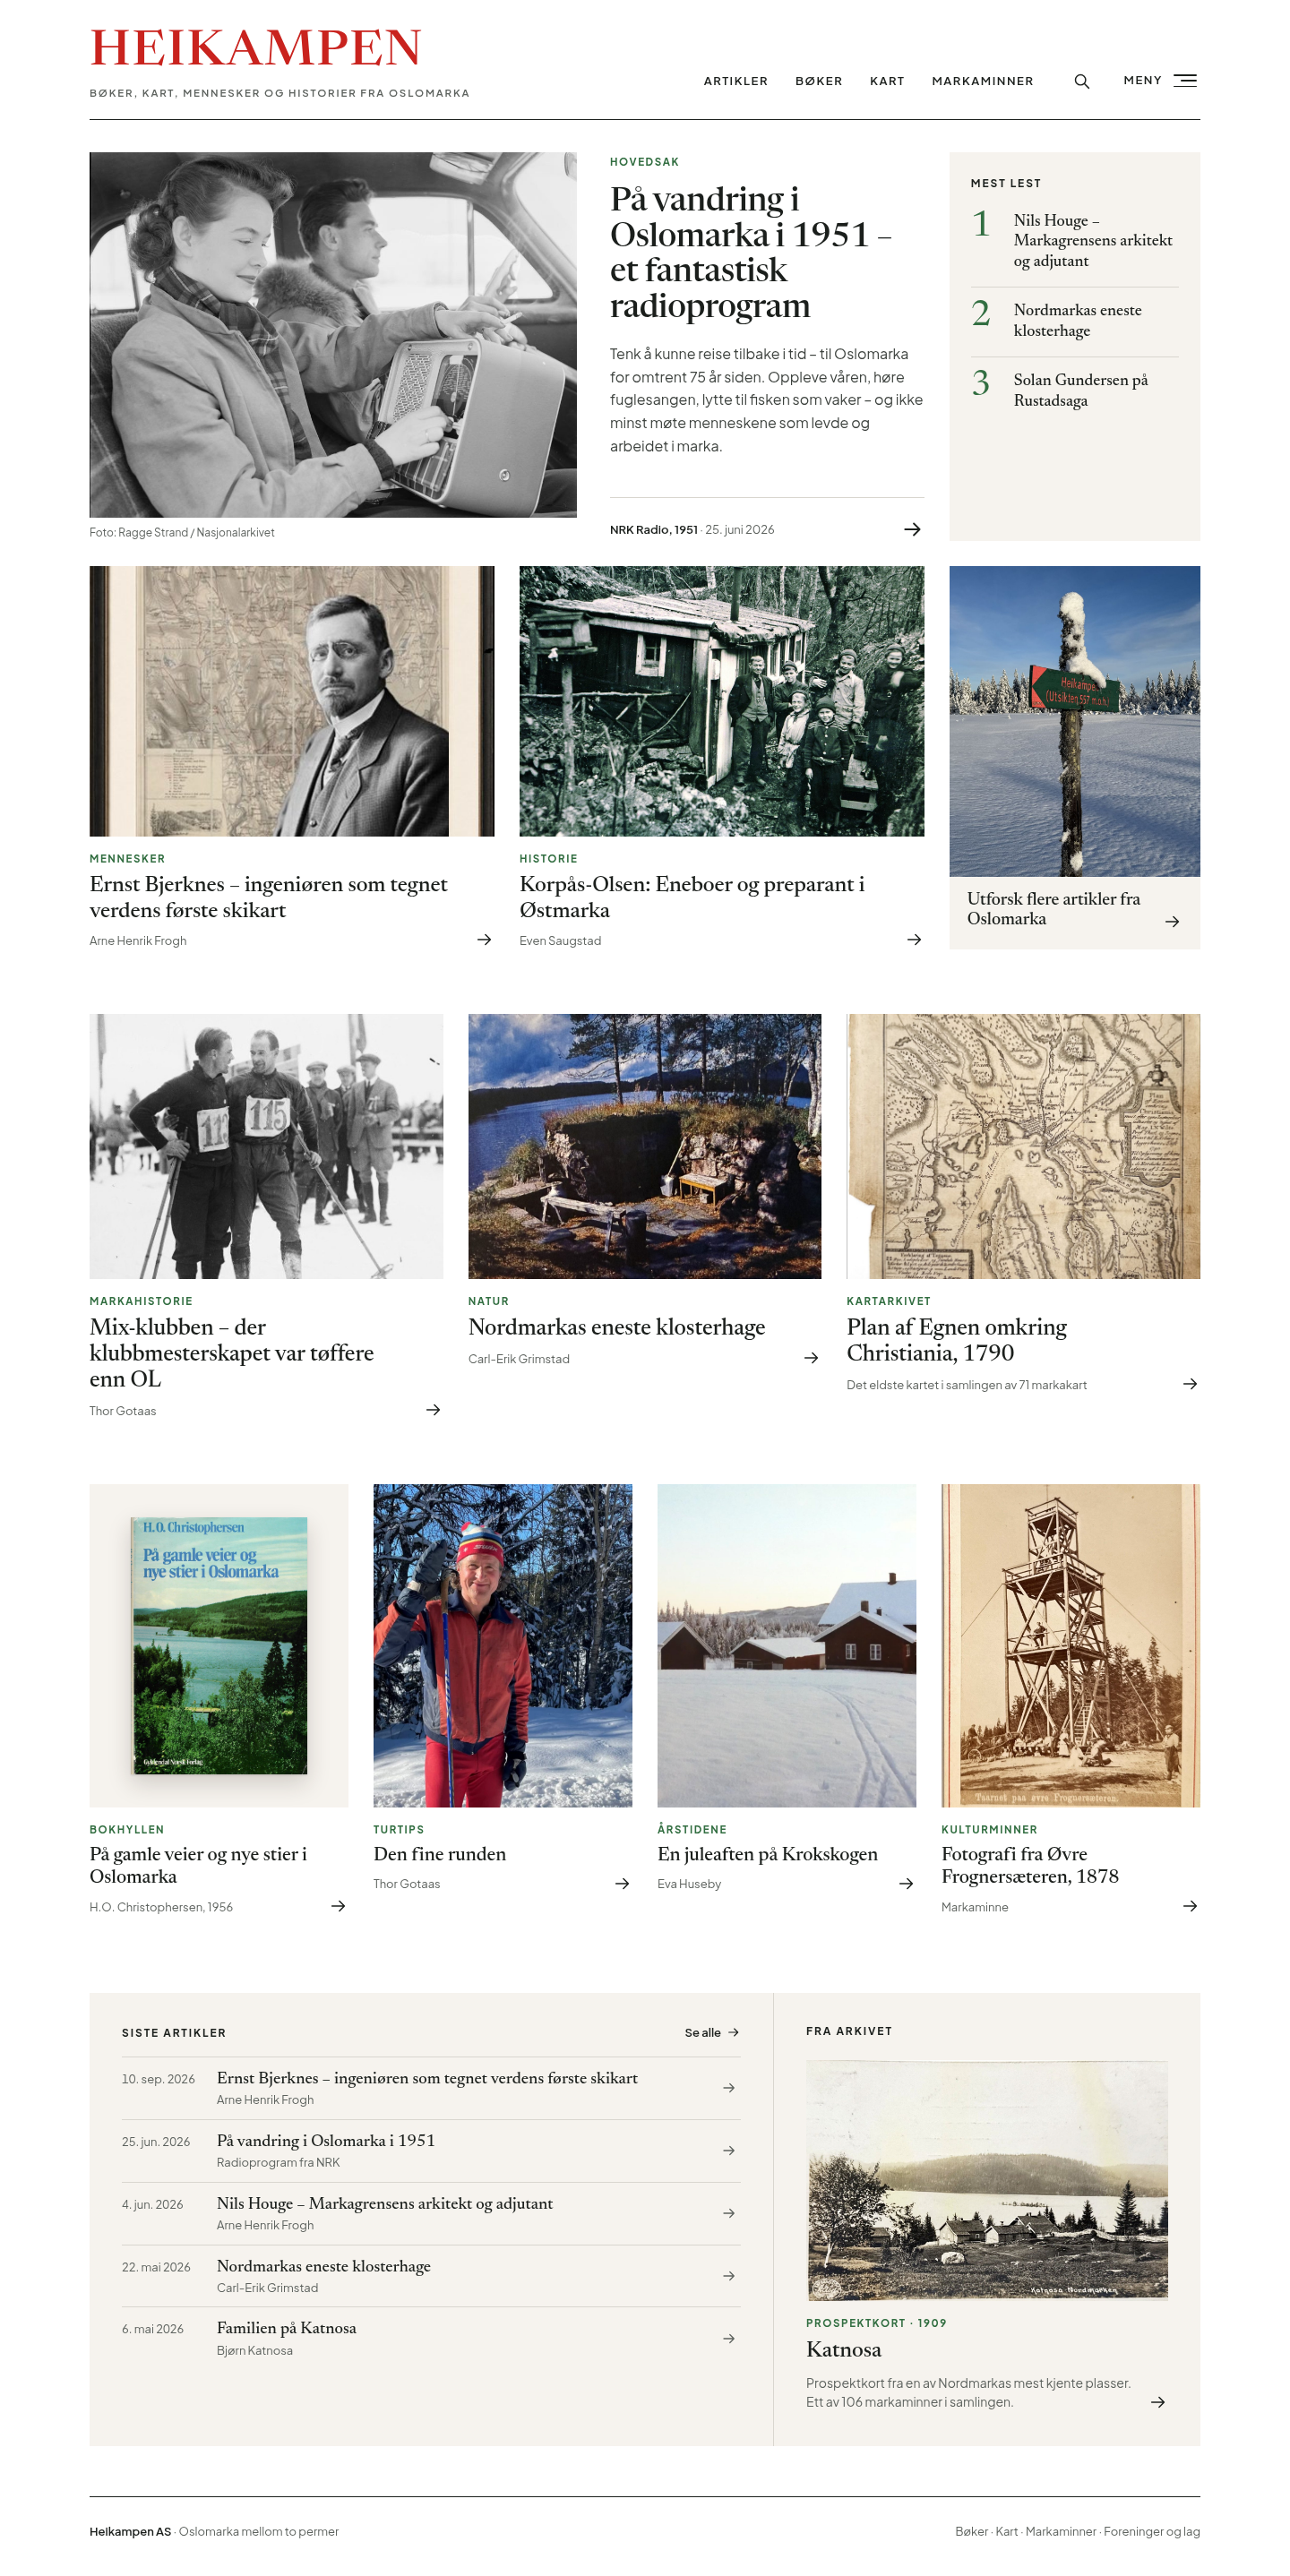 HEIKAMPEN
BØKER, KART, MENNESKER OG HISTORIER FRA OSLOMARKA
ARTIKLER
BØKER
KART
MARKAMINNER
MENY
HOVEDSAK
På vandring i
Oslomarka i 1951 –
et fantastisk
radioprogram
Tenk å kunne reise tilbake i tid – til Oslomarka
for omtrent 75 år siden. Oppleve våren, høre
fuglesangen, lytte til fisken som vaker – og ikke
minst møte menneskene som levde og
arbeidet i marka.
NRK Radio, 1951 · 25. juni 2026
Foto: Ragge Strand / Nasjonalarkivet
MEST LEST
1
Nils Houge –
Markagrensens arkitekt
og adjutant
2
Nordmarkas eneste
klosterhage
3
Solan Gundersen på
Rustadsaga
MENNESKER
Ernst Bjerknes – ingeniøren som tegnet
verdens første skikart
Arne Henrik Frogh
HISTORIE
Korpås-Olsen: Eneboer og preparant i
Østmarka
Even Saugstad
Heikampen
(Utsikten 557 m.o.h.)
Utforsk flere artikler fra
Oslomarka
115
MARKAHISTORIE
Mix-klubben – der
klubbmesterskapet var tøffere
enn OL
Thor Gotaas
NATUR
Nordmarkas eneste klosterhage
Carl-Erik Grimstad
KARTARKIVET
Plan af Egnen omkring
Christiania, 1790
Det eldste kartet i samlingen av 71 markakart
H.O. Christophersen
På gamle veier og
nye stier i Oslomarka
Gyldendal Norsk Forlag
BOKHYLLEN
På gamle veier og nye stier i
Oslomarka
H.O. Christophersen, 1956
TURTIPS
Den fine runden
Thor Gotaas
ÅRSTIDENE
En juleaften på Krokskogen
Eva Huseby
Taarnet paa øvre Frognersæteren.
KULTURMINNER
Fotografi fra Øvre
Frognersæteren, 1878
Markaminne
SISTE ARTIKLER
Se alle
10. sep. 2026
Ernst Bjerknes – ingeniøren som tegnet verdens første skikart
Arne Henrik Frogh
25. jun. 2026
På vandring i Oslomarka i 1951
Radioprogram fra NRK
4. jun. 2026
Nils Houge – Markagrensens arkitekt og adjutant
Arne Henrik Frogh
22. mai 2026
Nordmarkas eneste klosterhage
Carl-Erik Grimstad
6. mai 2026
Familien på Katnosa
Bjørn Katnosa
FRA ARKIVET
Katnosa Nordmarken
PROSPEKTKORT · 1909
Katnosa
Prospektkort fra en av Nordmarkas mest kjente plasser.
Ett av 106 markaminner i samlingen.
Heikampen AS · Oslomarka mellom to permer
Bøker · Kart · Markaminner · Foreninger og lag